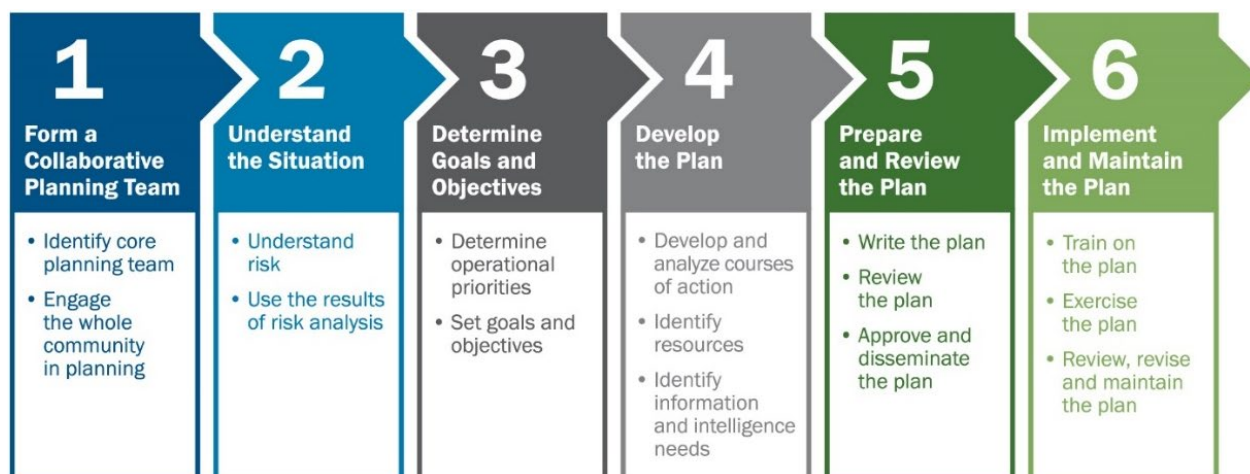 1
Form a
Collaborative
Planning Team
• Identify core
planning team
• Engage
the whole
community
in planning
2
Understand
the Situation
• Understand
risk
• Use the results
of risk analysis
3
Determine
Goals and
Objectives
• Determine
operational
priorities
• Set goals and
objectives
4
Develop
the Plan
• Develop and
analyze courses
of action
• Identify
resources
• Identify
information
and intelligence
needs
5
Prepare
and Review
the Plan
• Write the plan
• Review
the plan
• Approve and
disseminate
the plan
6
Implement
and Maintain
the Plan
• Train on
the plan
• Exercise
the plan
• Review, revise
and maintain
the plan